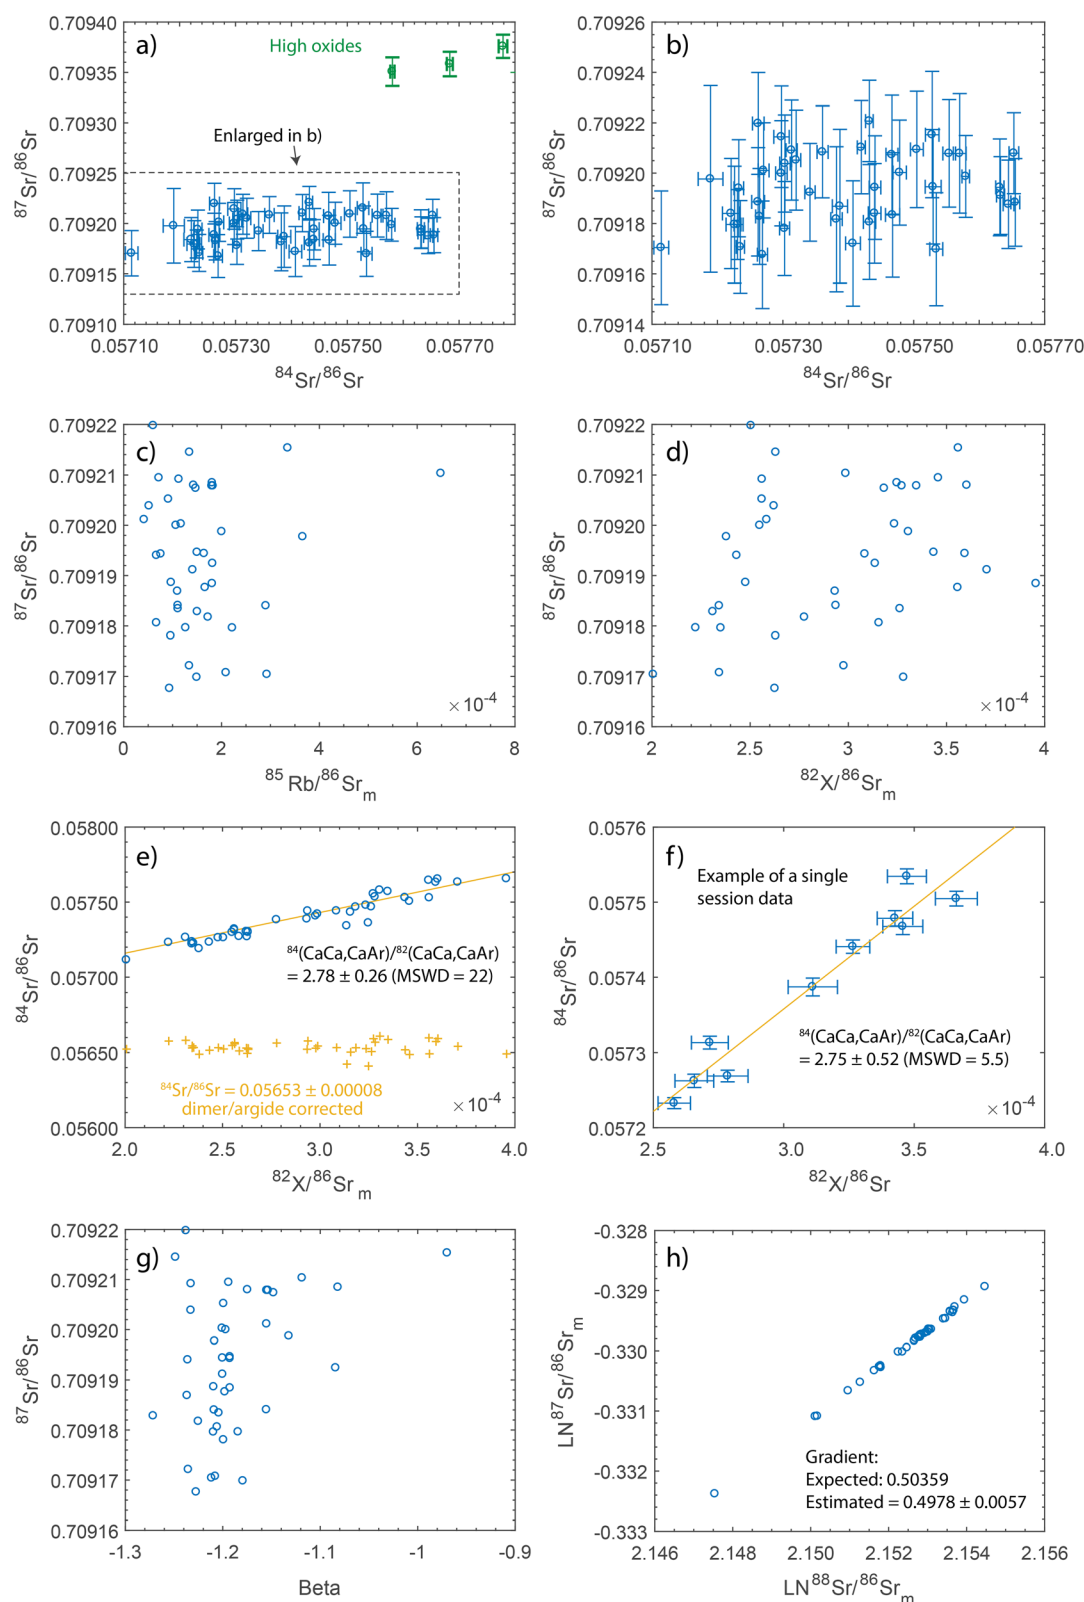 a)
High oxides
Enlarged in b)
0.70940
0.70935
0.70930
0.70925
0.70920
0.70915
0.70910
87Sr/86Sr
0.05710
0.05730
0.05750
0.05770
84Sr/86Sr
b)
0.70926
0.70924
0.70922
0.70920
0.70918
0.70916
0.70914
87Sr/86Sr
0.05710
0.05730
0.05750
0.05770
84Sr/86Sr
c)
0.70922
0.70921
0.70920
0.70919
0.70918
0.70917
0.70916
87Sr/86Sr
× 10-4
0
2
4
6
8
85Rb/86Srm
d)
0.70922
0.70921
0.70920
0.70919
0.70918
0.70917
0.70916
87Sr/86Sr
× 10-4
2
2.5
3
3.5
4
82X/86Srm
e)
0.05800
0.05750
0.05700
0.05650
0.05600
84Sr/86Sr
84(CaCa,CaAr)/82(CaCa,CaAr)
= 2.78 ± 0.26 (MSWD = 22)
84Sr/86Sr = 0.05653 ± 0.00008
dimer/argide corrected
× 10-4
2.0
2.5
3.0
3.5
4.0
82X/86Srm
f)
Example of a single
session data
0.0576
0.0575
0.0574
0.0573
0.0572
84Sr/86Sr
84(CaCa,CaAr)/82(CaCa,CaAr)
= 2.75 ± 0.52 (MSWD = 5.5)
× 10-4
2.5
3.0
3.5
4.0
82X/86Sr
g)
0.70922
0.70921
0.70920
0.70919
0.70918
0.70917
0.70916
87Sr/86Sr
-1.3
-1.2
-1.1
-1
-0.9
Beta
h)
-0.328
-0.329
-0.330
-0.331
-0.332
-0.333
LN87Sr/86Srm
Gradient:
Expected: 0.50359
Estimated = 0.4978 ± 0.0057
2.146
2.148
2.150
2.152
2.154
2.156
LN88Sr/86Srm